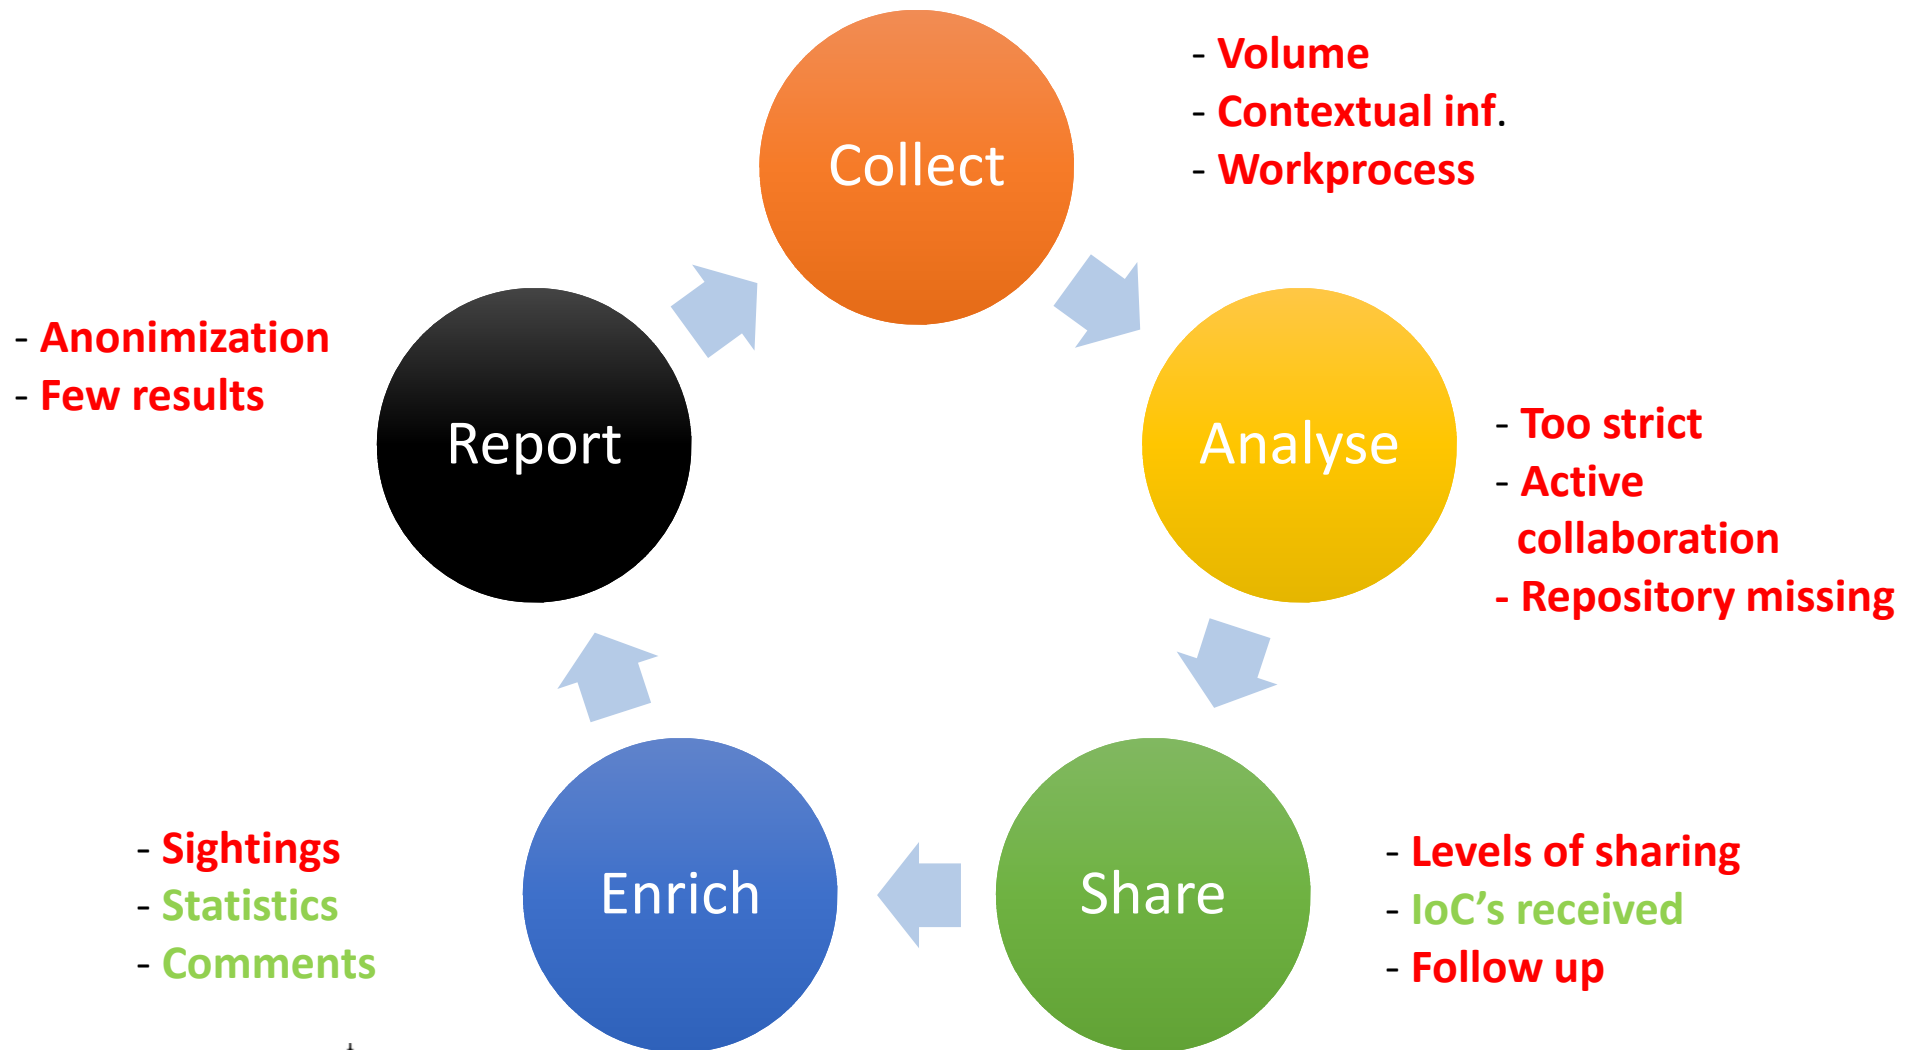 Collect
- Volume
- Contextual inf.
- Workprocess
Analyse
- Too strict
- Active
collaboration
- Repository missing
Share
- Levels of sharing
- IoC’s received
- Follow up
Enrich
- Sightings
- Statistics
- Comments
Report
- Anonimization
- Few results